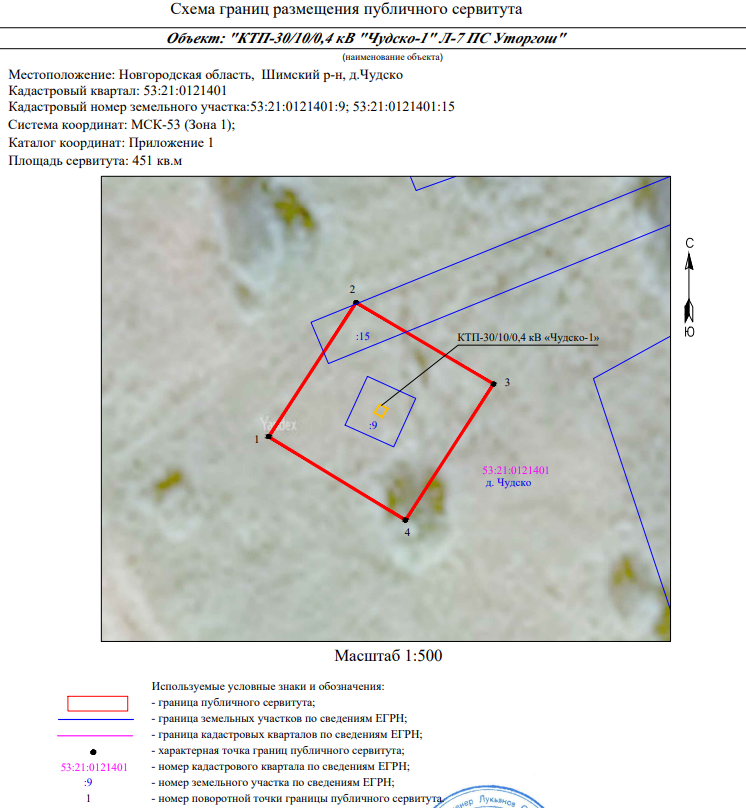 Схема границ размещения публичного сервитута
Объект: "КТП-30/10/0,4 кВ "Чудско-1" Л-7 ПС Уторгош"
(наименование объекта)
Местоположение: Новгородская область, Шимский р-н, д.Чудско
Кадастровый квартал: 53:21:0121401
Кадастровый номер земельного участка:53:21:0121401:9; 53:21:0121401:15
Система координат: МСК-53 (Зона 1);
Каталог координат: Приложение 1
Площадь сервитута: 451 кв.м
С
Ю
2
:15
КТП-30/10/0,4 кВ «Чудско-1»
3
Yandex
:9
1
53:21:0121401
д. Чудско
4
Масштаб 1:500
Используемые условные знаки и обозначения:
- граница публичного сервитута;
- граница земельных участков по сведениям ЕГРН;
- граница кадастровых кварталов по сведениям ЕГРН;
- характерная точка границ публичного сервитута;
53:21:0121401 - номер кадастрового квартала по сведениям ЕГРН;
:9 - номер земельного участка по сведениям ЕГРН;
1 - номер поворотной точки границы публичного сервитута.
Лукьянов